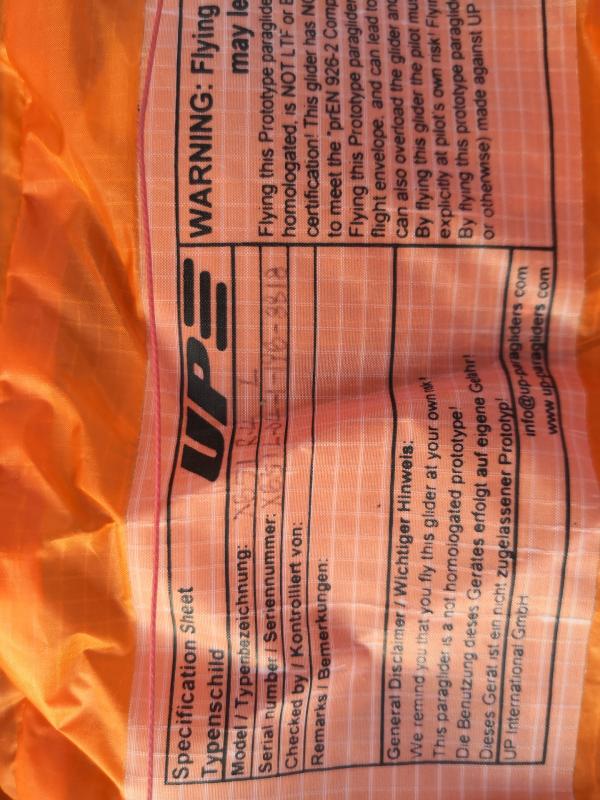 Specification Sheet
Typenschild
UP
Model / Typenbezeichnung:
Serial number / Seriennummer:
Checked by / Kontrolliert von:
Remarks / Bemerkungen:
General Disclaimer / Wichtiger Hinweis:
We remind you that you fly this glider at your own risk!
This paraglider is a not homologated prototype!
Die Benutzung dieses Gerätes erfolgt auf eigene Gefahr!
Dieses Gerät ist ein nicht zugelassener Prototyp!
UP International GmbH
info@up-paragliders.com
www.up-paragliders.com
WARNING: Flying
may le
Flying this Prototype paraglide
homologated, is NOT LTF or E
certification! This glider has NO
to meet the "prEN 926-2 Comp
Flying this Prototype paraglider
flight envelope, and can lead to
can also overload the glider and
By flying this glider the pilot mus
explicitly at pilot's own risk! Flyin
By flying this prototype paraglid
or otherwise) made against UP